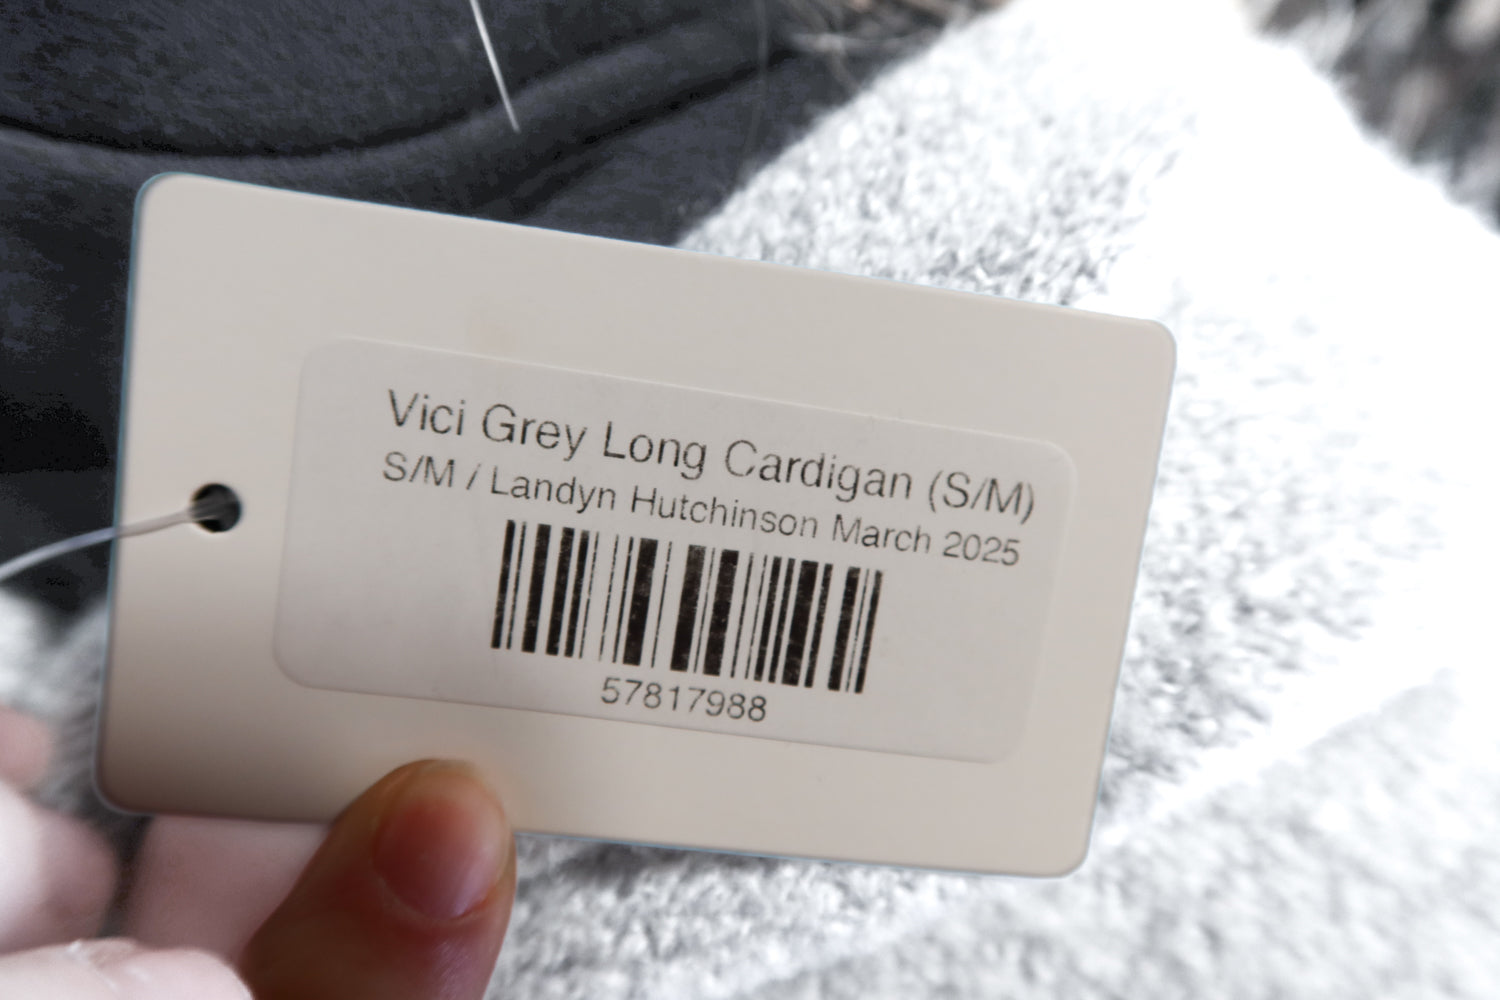 Vici Grey Long Cardigan (S/M)
S/M / Landyn Hutchinson March 2025
57817988